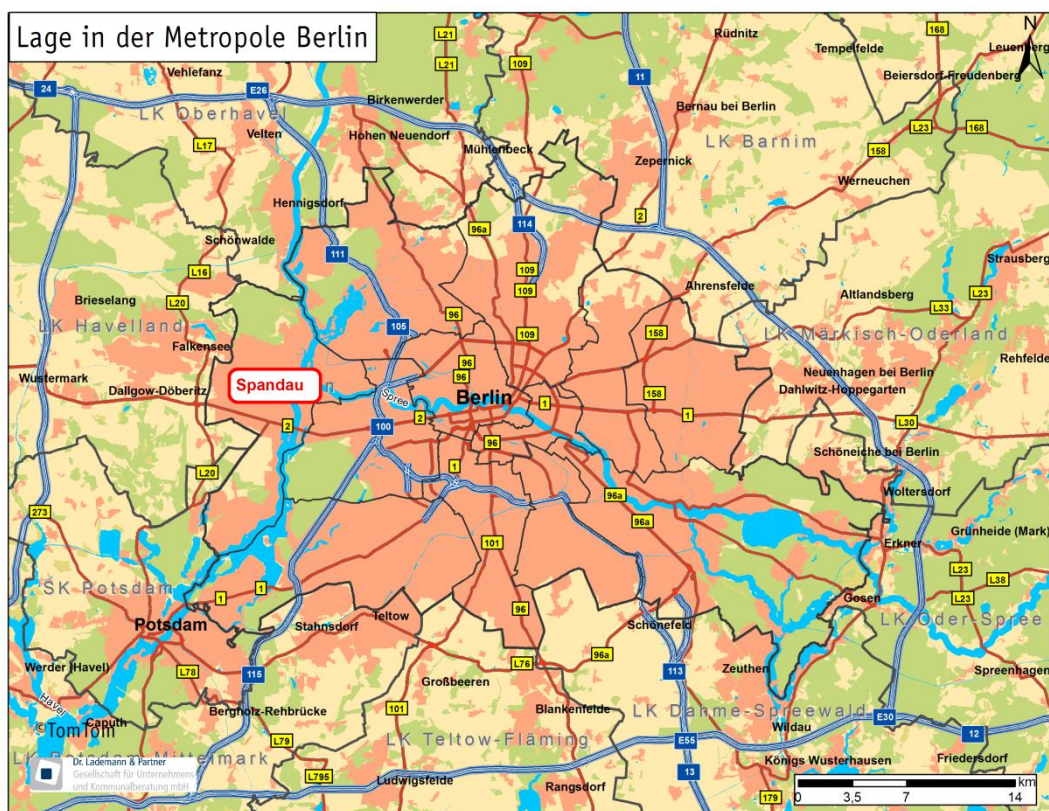 Lage in der Metropole Berlin
N
L21
168
Rüdnitz
Tempelfelde
Leuenberg
Vehlefanz
L21
109
11
Beiersdorf-Freudenberg
24
E26
Birkenwerder
Bernau bei Berlin
LK Oberhavel
Velten
Hohen Neuendorf
L23
168
LK Barnim
L17
Mühlenbeck
Zepernick
158
Werneuchen
Hennigsdorf
2
96a
114
Schönwalde
111
Strausberg
L16
109
Ahrensfelde
Altlandsberg
L23
Brieselang
L20
109
L33
LK Havelland
105
96
109
158
LK Märkisch-Oderland
Falkensee
Rehfelde
96
Neuenhagen bei Berlin
Wustermark
Dallgow-Döberitz
Spandau
n
96
Dahlwitz-Hoppegarten
Spree
Berlin
158
1
1
2
2
100
L30
96
Schöneiche bei Berlin
L20
1
Woltersdorf
96a
273
96a
Grünheide (Mark)
101
Erkner
SK Potsdam
1
L23
L38
1
Gosen
L23
Teltow
96
Potsdam
Stahnsdorf
Schönefeld
LK Oder-Spree
96a
Werder (Havel)
L78
115
L76
113
Zeuthen
Spreenhagen
Großbeeren
Havel
Caputh
Bergholz-Rehbrücke
101
Blankenfelde
LK Dahme-Spreewald
E30
©TomTom
Wildau
12
L79
LK Teltow-Fläming
E55
LK Potsdam-Mittelmark
Königs Wusterhausen
Friedersdorf
Dr. Lademann & Partner
Gesellschaft für Unternehmens-
und Kommunalberatung mbH
L795
Ludwigsfelde
13
Rangsdorf
179
km
0
3,5
7
14